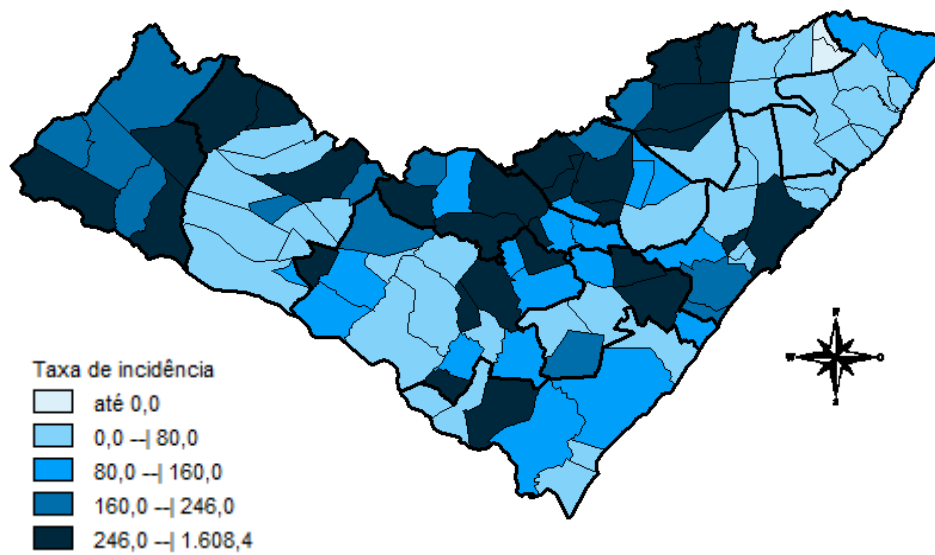 N
W
O
S
Taxa de incidência
até 0,0
0,0 --| 80,0
80,0 --| 160,0
160,0 --| 246,0
246,0 --| 1.608,4